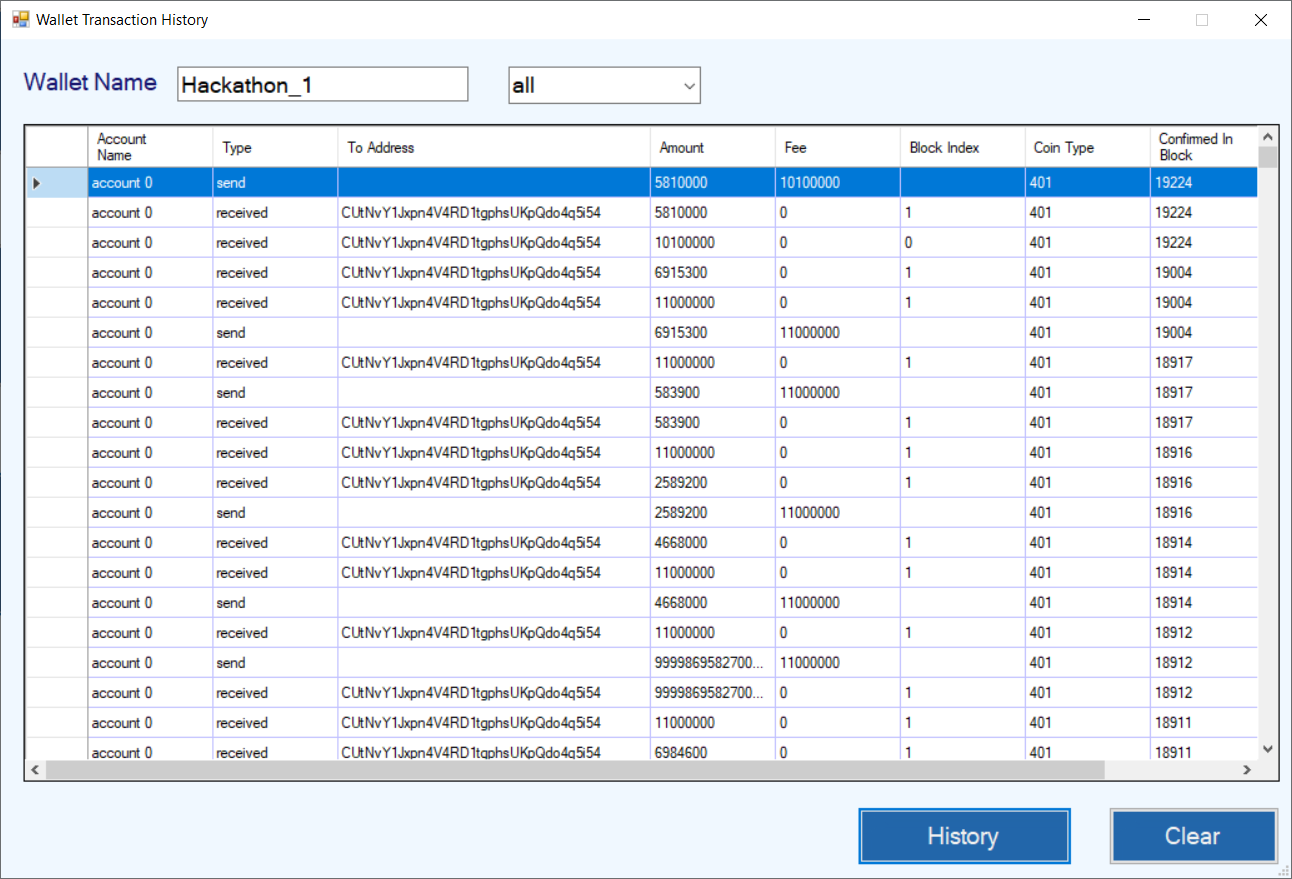 Wallet Transaction History
Wallet Name Hackathon_1 all
Account Name Type To Address Amount Fee Block Index Coin Type Confirmed In Block
account 0 send 5810000 10100000 401 19224
account 0 received CUtNvY1Jxpn4V4RD1tgphsUKpQdo4q5i54 5810000 0 1 401 19224
account 0 received CUtNvY1Jxpn4V4RD1tgphsUKpQdo4q5i54 10100000 0 0 401 19224
account 0 received CUtNvY1Jxpn4V4RD1tgphsUKpQdo4q5i54 6915300 0 1 401 19004
account 0 received CUtNvY1Jxpn4V4RD1tgphsUKpQdo4q5i54 11000000 0 1 401 19004
account 0 send 6915300 11000000 401 19004
account 0 received CUtNvY1Jxpn4V4RD1tgphsUKpQdo4q5i54 11000000 0 1 401 18917
account 0 send 583900 11000000 401 18917
account 0 received CUtNvY1Jxpn4V4RD1tgphsUKpQdo4q5i54 583900 0 1 401 18917
account 0 received CUtNvY1Jxpn4V4RD1tgphsUKpQdo4q5i54 11000000 0 1 401 18916
account 0 received CUtNvY1Jxpn4V4RD1tgphsUKpQdo4q5i54 2589200 0 1 401 18916
account 0 send 2589200 11000000 401 18916
account 0 received CUtNvY1Jxpn4V4RD1tgphsUKpQdo4q5i54 4668000 0 1 401 18914
account 0 received CUtNvY1Jxpn4V4RD1tgphsUKpQdo4q5i54 11000000 0 1 401 18914
account 0 send 4668000 11000000 401 18914
account 0 received CUtNvY1Jxpn4V4RD1tgphsUKpQdo4q5i54 11000000 0 1 401 18912
account 0 send 9999869582700... 11000000 401 18912
account 0 received CUtNvY1Jxpn4V4RD1tgphsUKpQdo4q5i54 9999869582700... 0 1 401 18912
account 0 received CUtNvY1Jxpn4V4RD1tgphsUKpQdo4q5i54 11000000 0 1 401 18911
account 0 received CUtNvY1Jxpn4V4RD1tgphsUKpQdo4q5i54 6984600 0 1 401 18911
History Clear